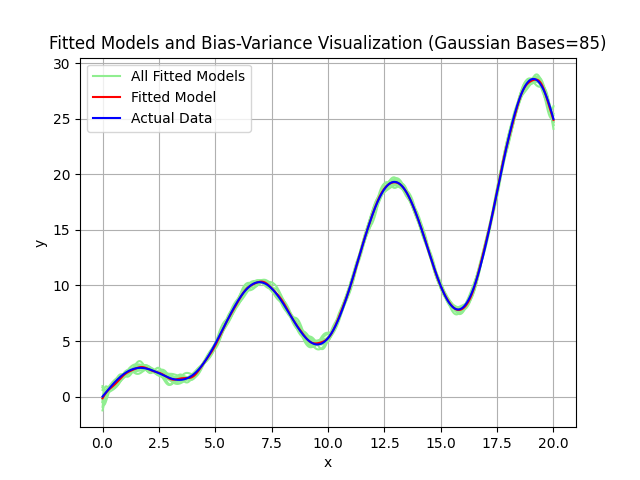 Fitted Models and Bias-Variance Visualization (Gaussian Bases=85)
All Fitted Models
Fitted Model
Actual Data
y
30
25
20
15
10
5
0
0.0 2.5 5.0 7.5 10.0 12.5 15.0 17.5 20.0
x